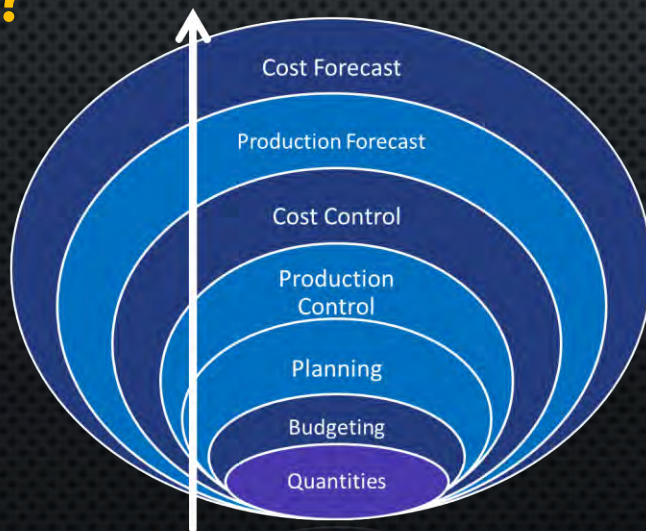 ?
Cost Forecast
Production Forecast
Cost Control
Production
Control
Planning
Budgeting
Quantities